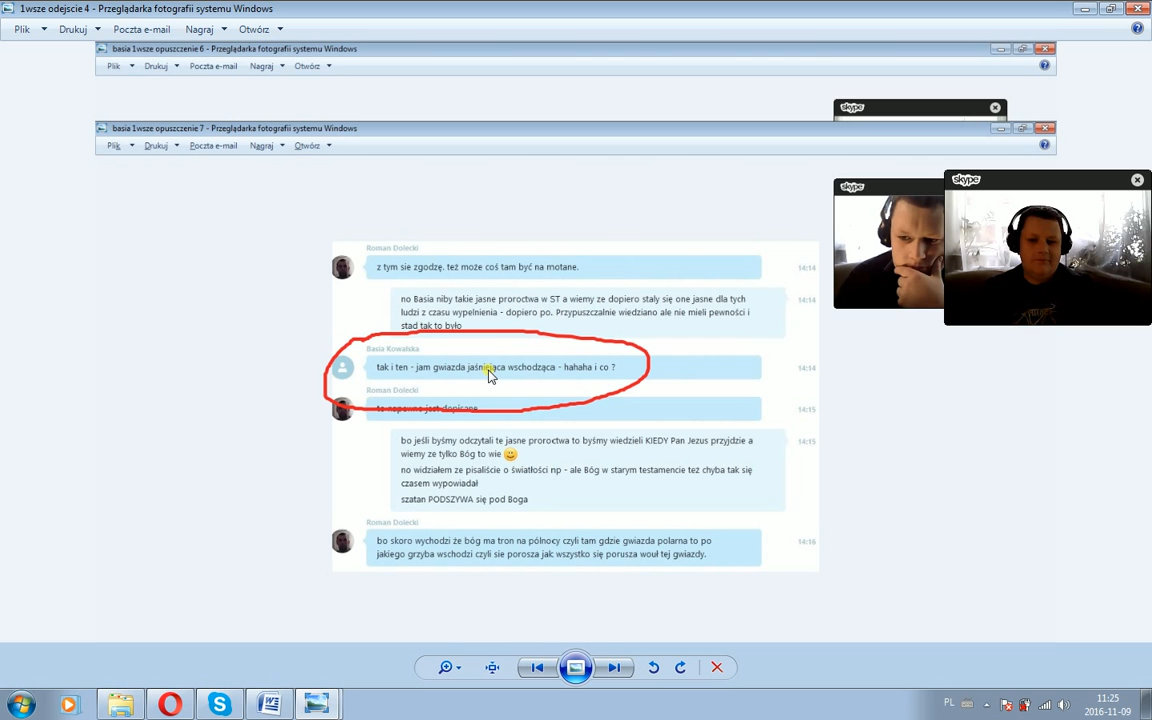 1wsze odejscie 4 - Przeglądarka fotografii systemu Windows
Plik Drukuj Poczta e-mail Nagraj Otwórz
basia 1wsze opuszczenie 6 - Przeglądarka fotografii systemu Windows
Plik Drukuj Poczta e-mail Nagraj Otwórz
skype
basia 1wsze opuszczenie 7 - Przeglądarka fotografii systemu Windows
Plik Drukuj Poczta e-mail Nagraj Otwórz
skype
skype
Roman Dolecki
z tym sie zgodzę. też może coś tam być na motane. 14:14
no Basia niby takie jasne proroctwa w ST a wiemy ze dopiero staly się one jasne dla tych 14:14
ludzi z czasu wypelnienia - dopiero po. Przypuszczalnie wiedziano ale nie mieli pewności i
stad tak to było
Basia Kowalska
tak i ten - jam gwiazda jaśniejąca wschodząca - hahaha i co ? 14:14
Roman Dolecki
to napewno jest dopisane 14:15
bo jeśli byśmy odczytali te jasne proroctwa to byśmy wiedzieli KIEDY Pan Jezus przyjdzie a 14:15
wiemy ze tylko Bóg to wie
no widziałem ze pisaliście o światłości np - ale Bóg w starym testamencie też chyba tak się
czasem wypowiadał
szatan PODSZYWA się pod Boga
Roman Dolecki
bo skoro wychodzi że bóg ma tron na północy czyli tam gdzie gwiazda polarna to po 14:16
jakiego grzyba wschodzi czyli sie porosza jak wszystko się porusza wouł tej gwiazdy.
PL 11:25
2016-11-09